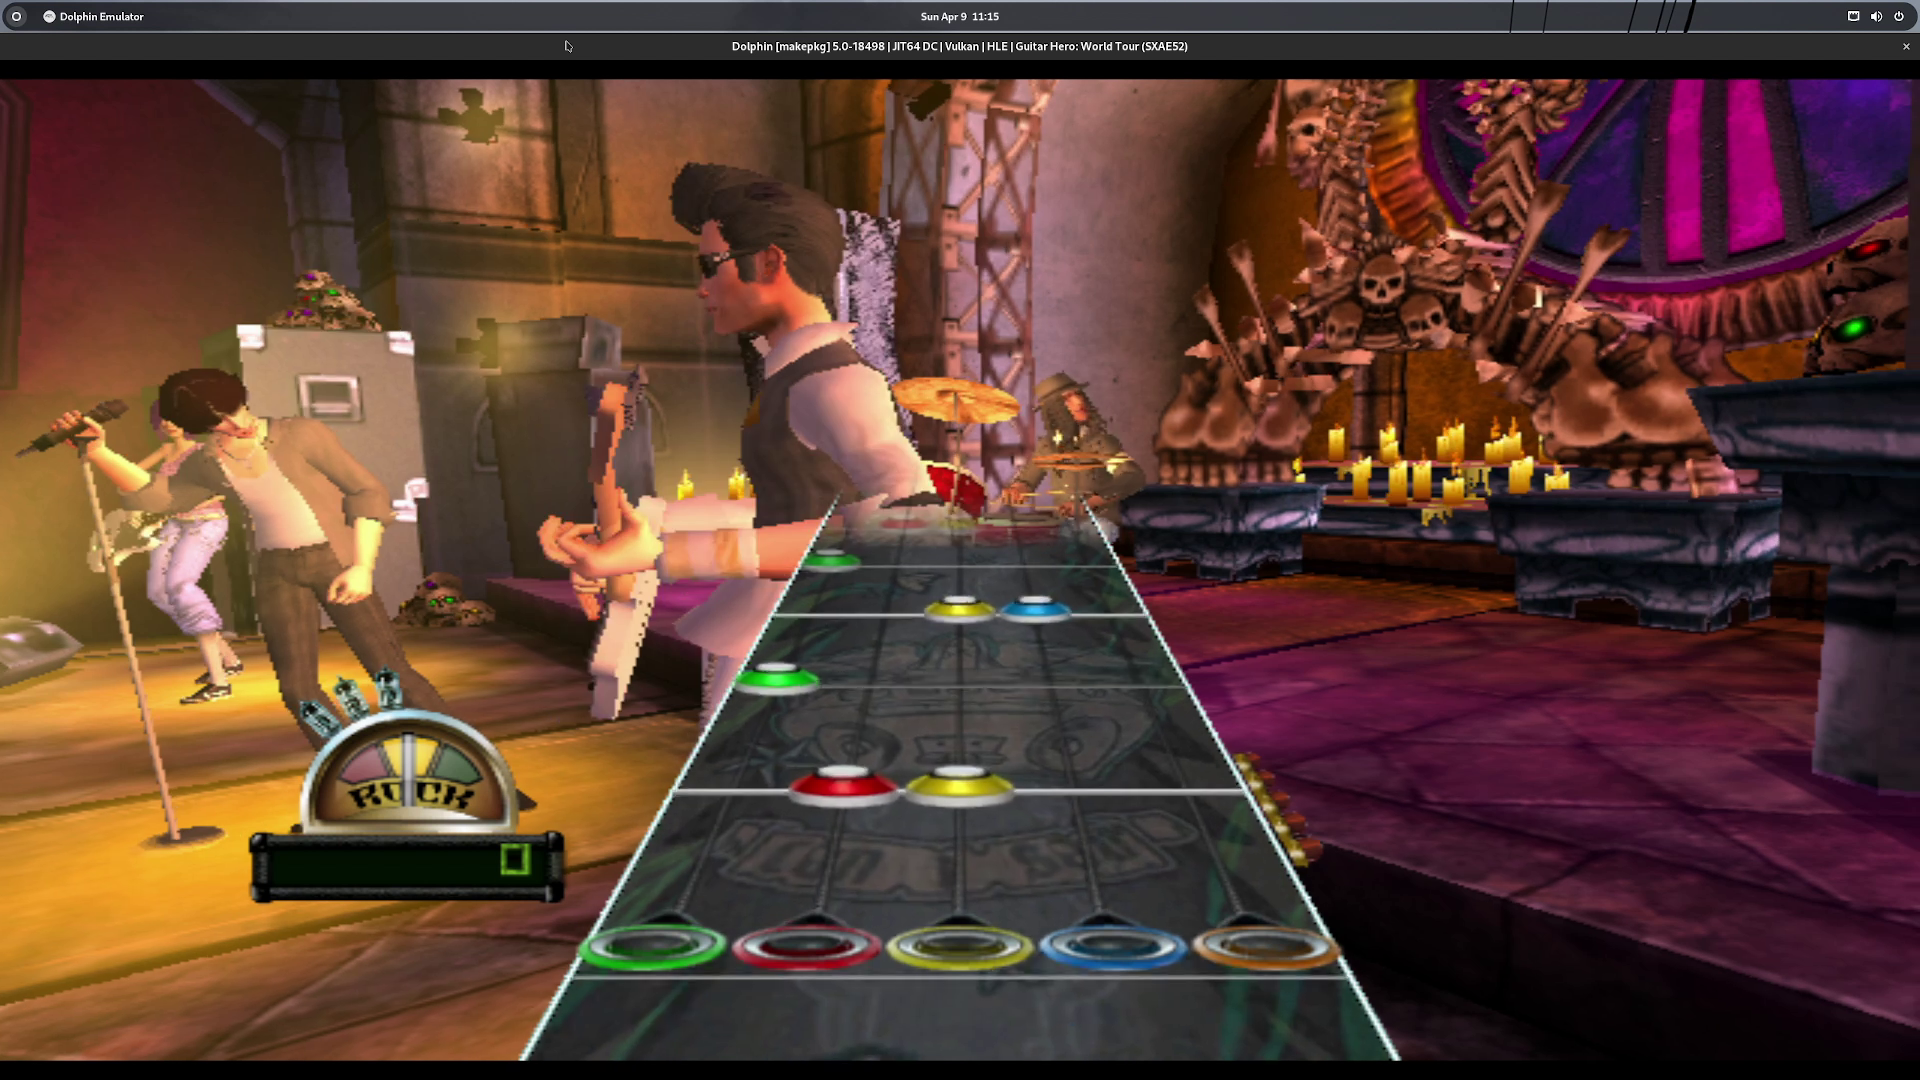 Dolphin Emulator
Sun Apr 9 11:15
Dolphin [makepkg] 5.0-18498 | JIT64 DC | Vulkan | HLE | Guitar Hero: World Tour (SXAE52)
ROCK
0